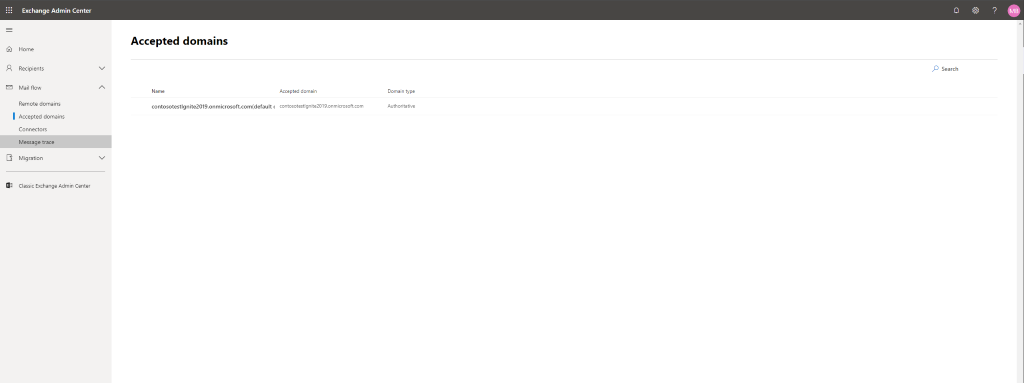 Exchange Admin Center
?
MB
Home
Recipients
Mail flow
Remote domains
Accepted domains
Connectors
Message trace
Migration
Classic Exchange Admin Center
Accepted domains
Search
Name Accepted domain Domain type
contosotestignite2019.onmicrosoft.com(default contosotestignite2019.onmicrosoft.com Authoritative